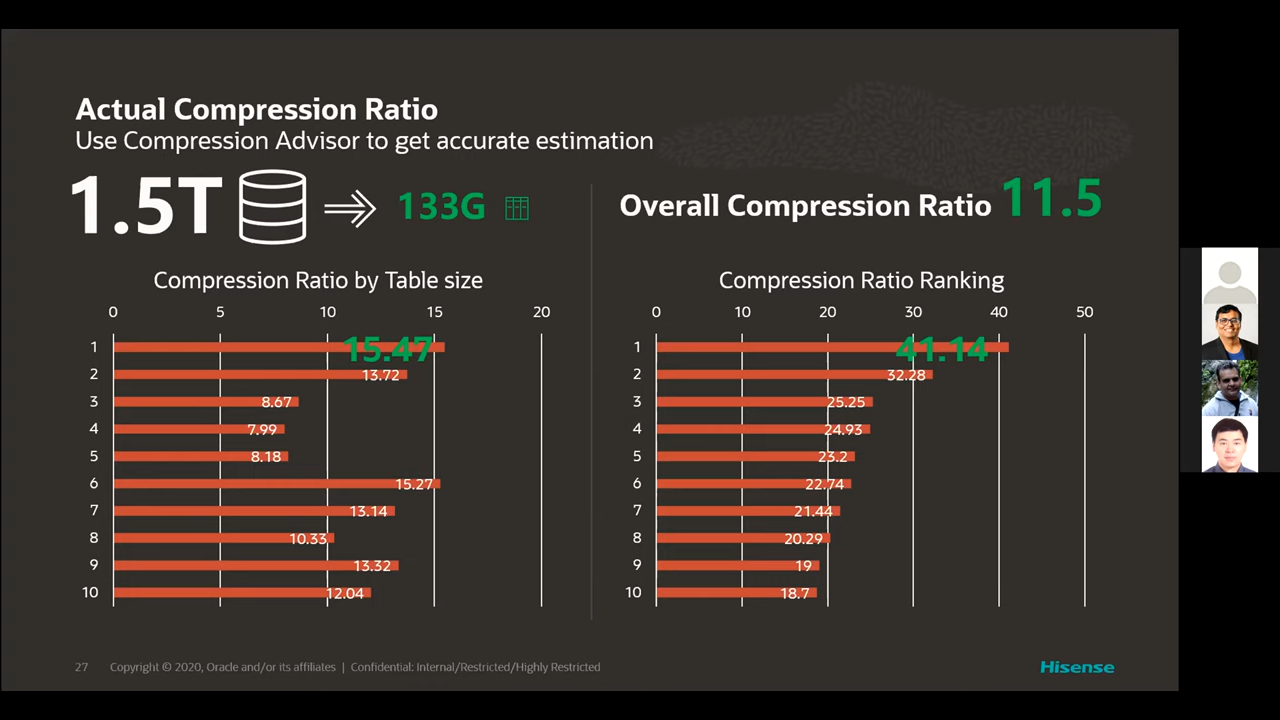 Actual Compression Ratio
Use Compression Advisor to get accurate estimation
1.5T
133G
Overall Compression Ratio 11.5
Compression Ratio by Table size
0 5 10 15 20
1 15.47
2 13.72
3 8.67
4 7.99
5 8.18
6 15.27
7 13.14
8 10.33
9 13.32
10 12.04
Compression Ratio Ranking
0 10 20 30 40 50
1 41.14
2 32.28
3 25.25
4 24.93
5 23.2
6 22.74
7 21.44
8 20.29
9 19
10 18.7
27 Copyright © 2020, Oracle and/or its affiliates | Confidential: Internal/Restricted/Highly Restricted
Hisense